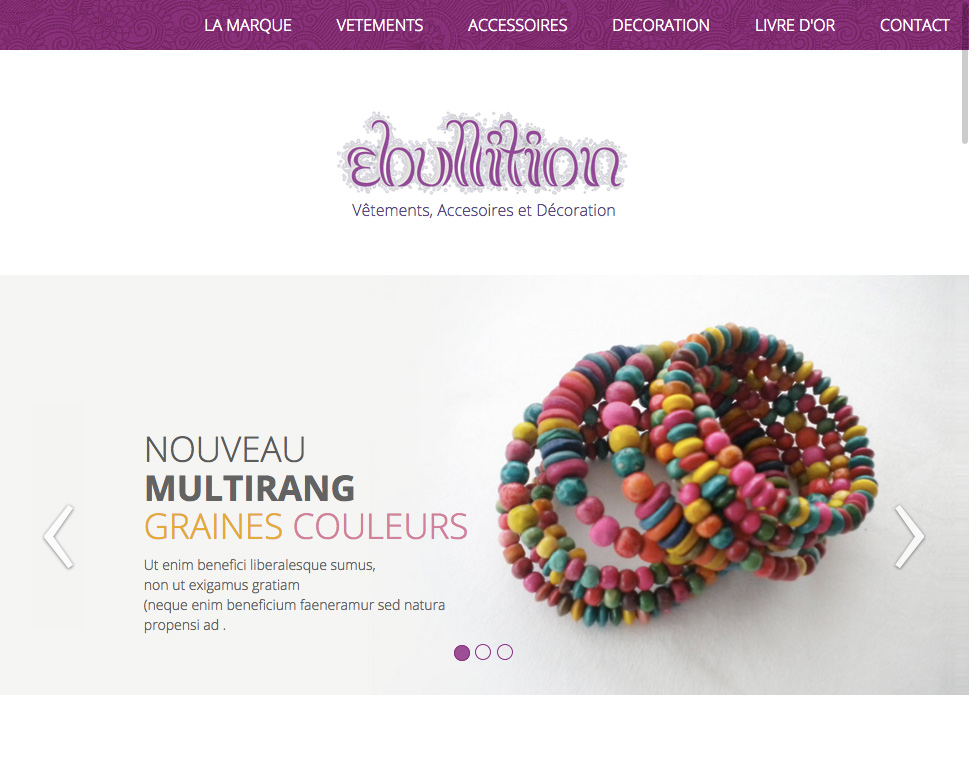 LA MARQUE VETEMENTS ACCESSOIRES DECORATION LIVRE D'OR CONTACT
ebullition
Vêtements, Accesoires et Décoration
NOUVEAU
MULTIRANG
GRAINES COULEURS
Ut enim benefici liberalesque sumus,
non ut exigamus gratiam
(neque enim beneficium faeneramur sed natura
propensi ad .